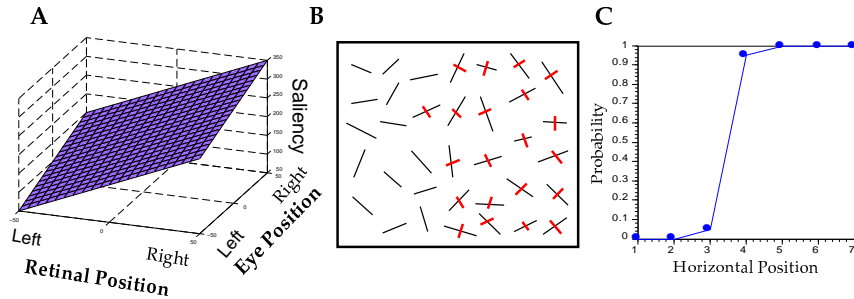 A
B
C
350
300
250
200
150
100
50
Saliency
-50
0
50
Left
Right
Retinal Position
50
0
Left
Right
Eye Position
1
0.9
0.8
0.7
0.6
0.5
0.4
0.3
0.2
0.1
0
Probability
1 2 3 4 5 6 7
Horizontal Position